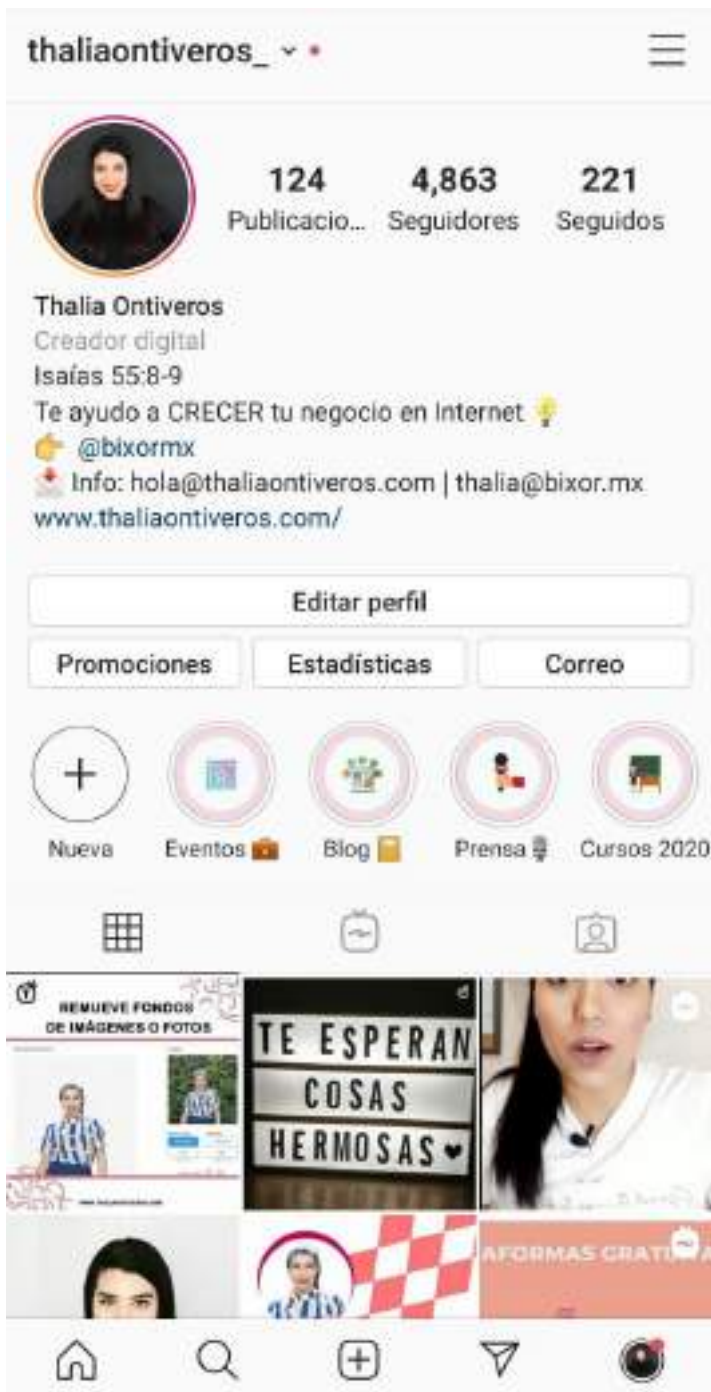 thaliaontiveros_
124 4,863 221
Publicacio... Seguidores Seguidos
Thalia Ontiveros
Creador digital
Isaías 55:8-9
Te ayudo a CRECER tu negocio en Internet
@bixormx
Info: hola@thaliaontiveros.com | thalia@bixor.mx
www.thaliaontiveros.com/
Editar perfil
Promociones Estadísticas Correo
Nueva Eventos Blog Prensa Cursos 2020
REMUEVE FONDOS
DE IMÁGENES O FOTOS
TE ESPERAN
COSAS
HERMOSAS
AFORMAS GRATUITA